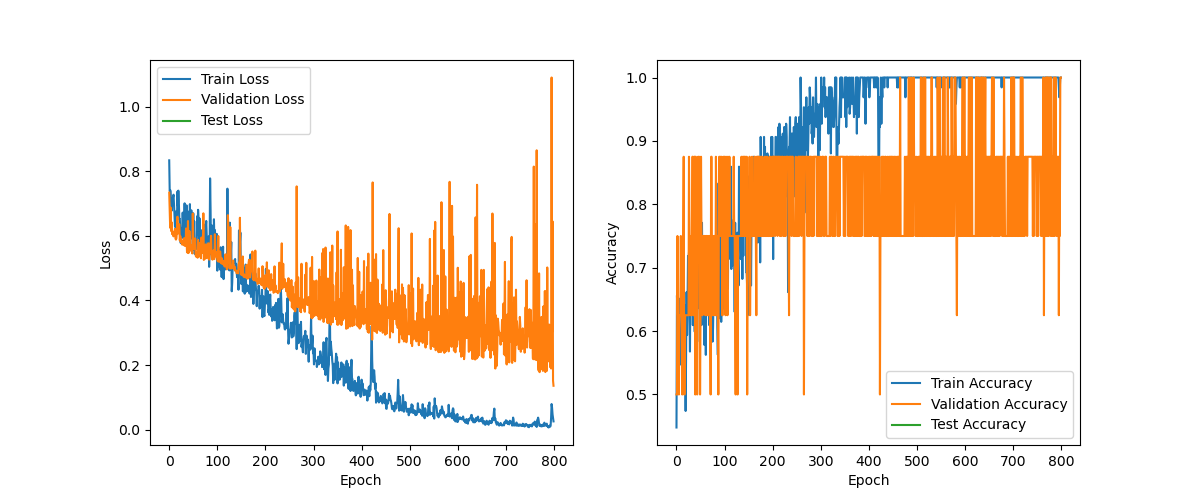 Train Loss
Validation Loss
Test Loss
1.0
0.8
0.6
0.4
0.2
0.0
Loss
0 100 200 300 400 500 600 700 800
Epoch
1.0
0.9
0.8
0.7
0.6
0.5
Accuracy
Train Accuracy
Validation Accuracy
Test Accuracy
0 100 200 300 400 500 600 700 800
Epoch